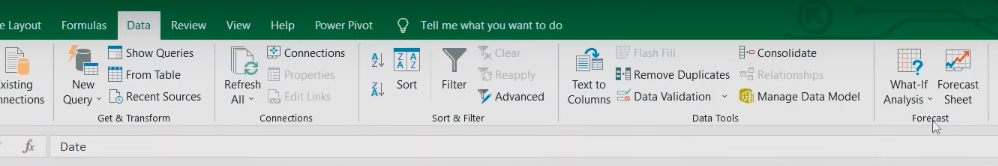 e Layout Formulas Data Review View Help Power Pivot Tell me what you want to do
xisting nnections
New Query
Show Queries
From Table
Recent Sources
Get & Transform
Refresh All
Connections
Properties
Edit Links
Connections
Sort
Filter
Clear
Reapply
Advanced
Sort & Filter
Text to Columns
Flash Fill
Remove Duplicates
Data Validation
Consolidate
Relationships
Manage Data Model
Data Tools
What-If Analysis
Forecast Sheet
Forecast
fx Date